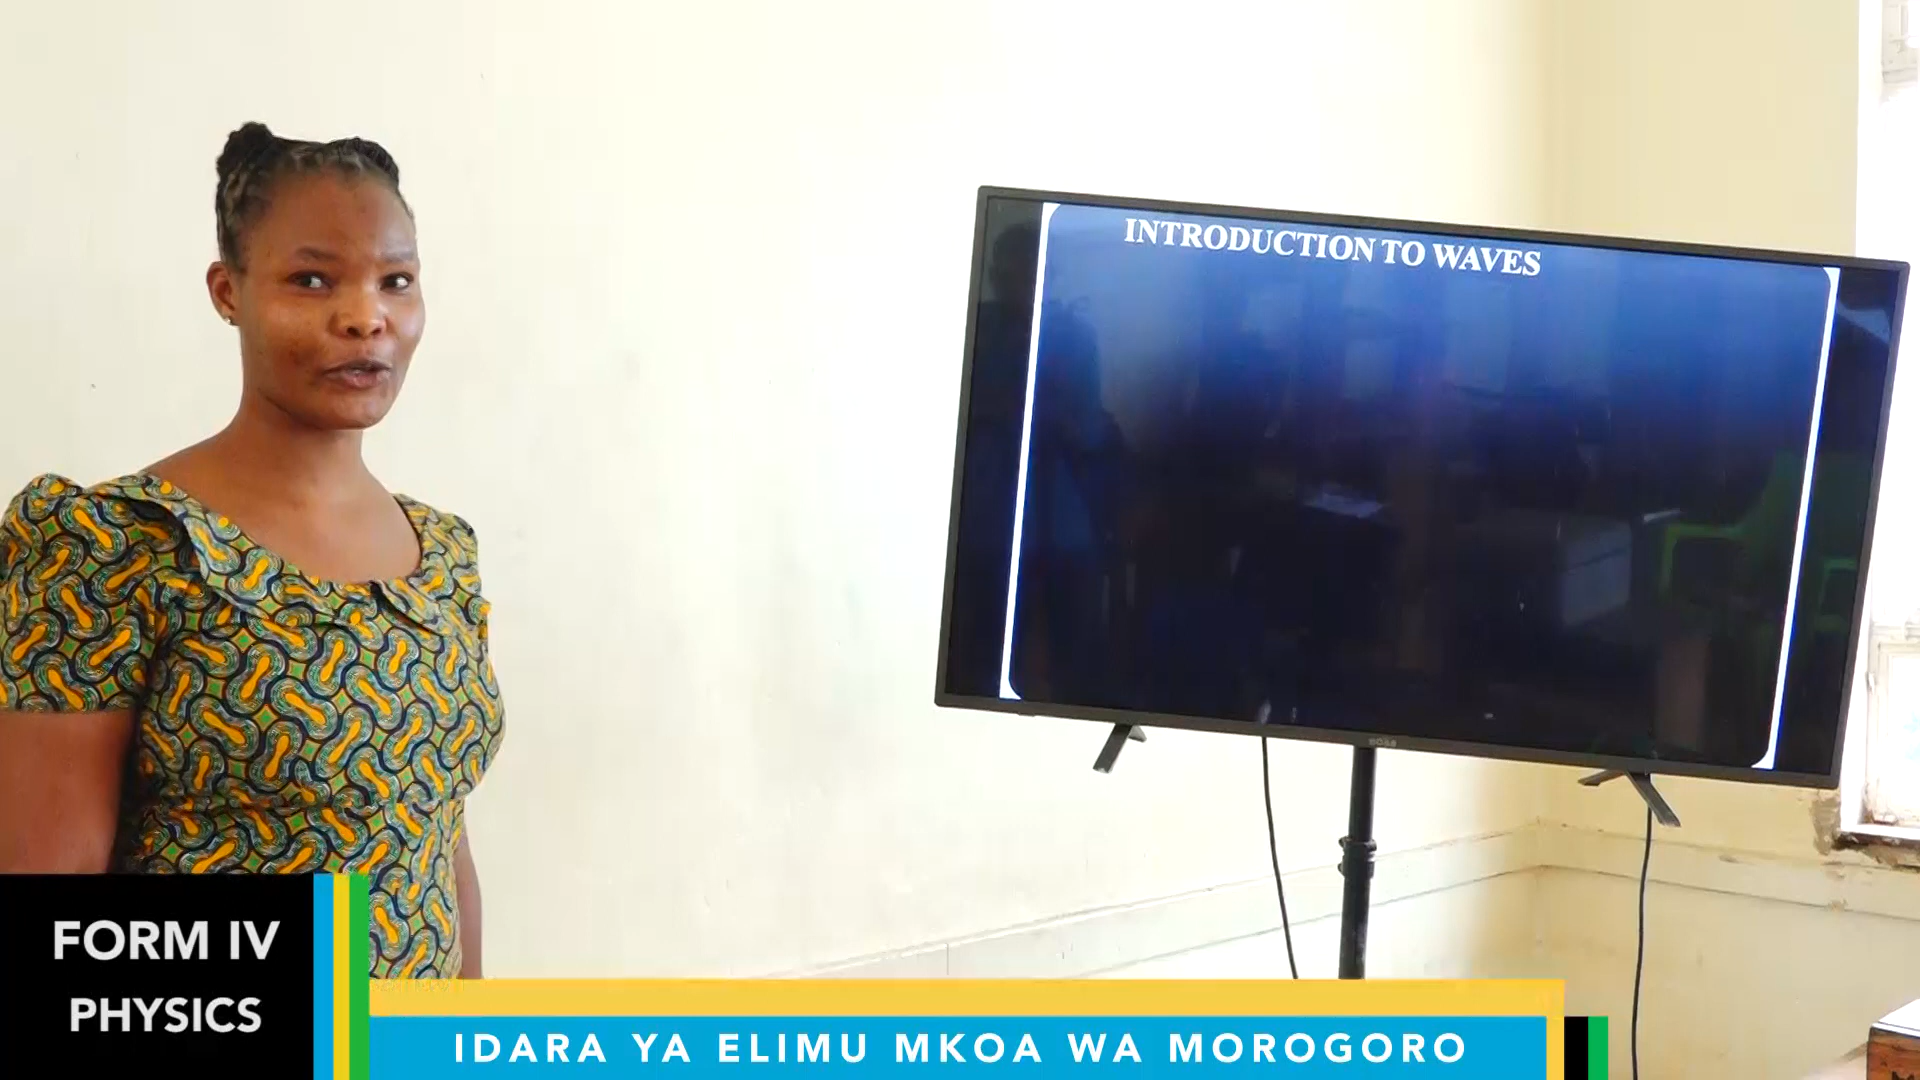 INTRODUCTION TO WAVES
FORM IV
PHYSICS
IDARA YA ELIMU MKOA WA MOROGORO